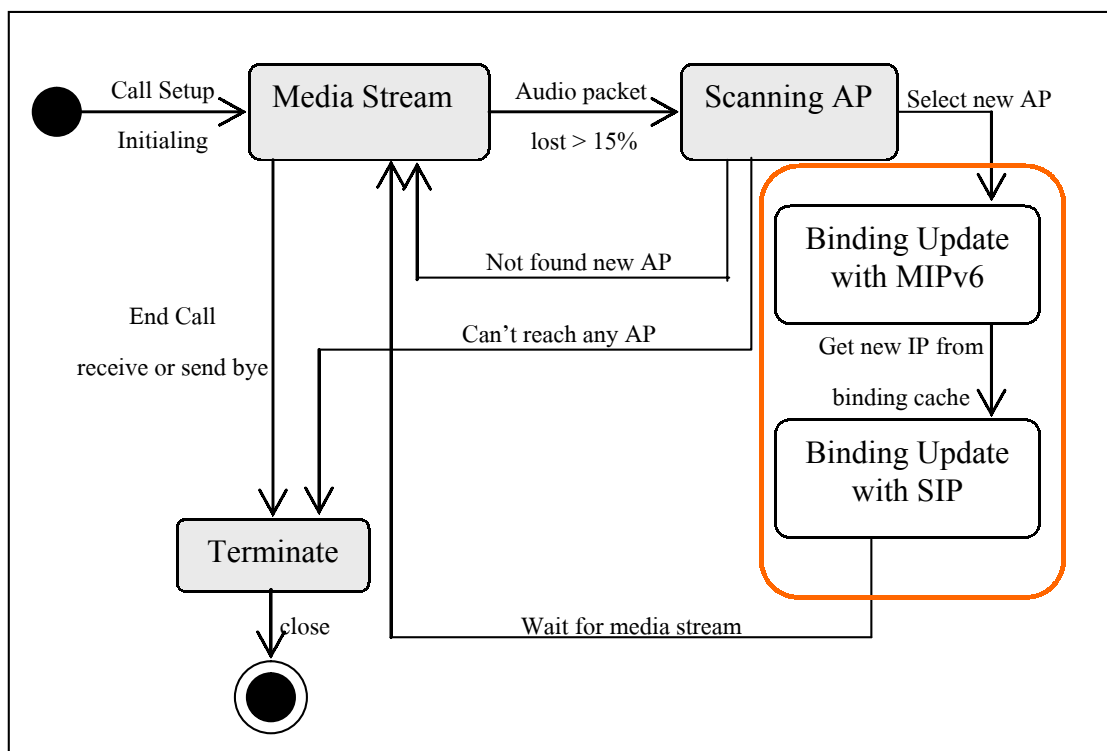 Call Setup
Initialing
Media Stream
Audio packet
lost > 15%
Scanning AP
Select new AP
Binding Update
with MIPv6
Not found new AP
End Call
receive or send bye
Can’t reach any AP
Get new IP from
binding cache
Binding Update
with SIP
Terminate
close
Wait for media stream